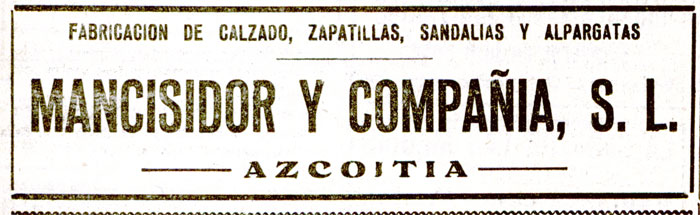 FABRICACION DE CALZADO, ZAPATILLAS, SANDALIAS Y ALPARGATAS
MANCISIDOR Y COMPAÑIA, S. L.
AZCOITIA